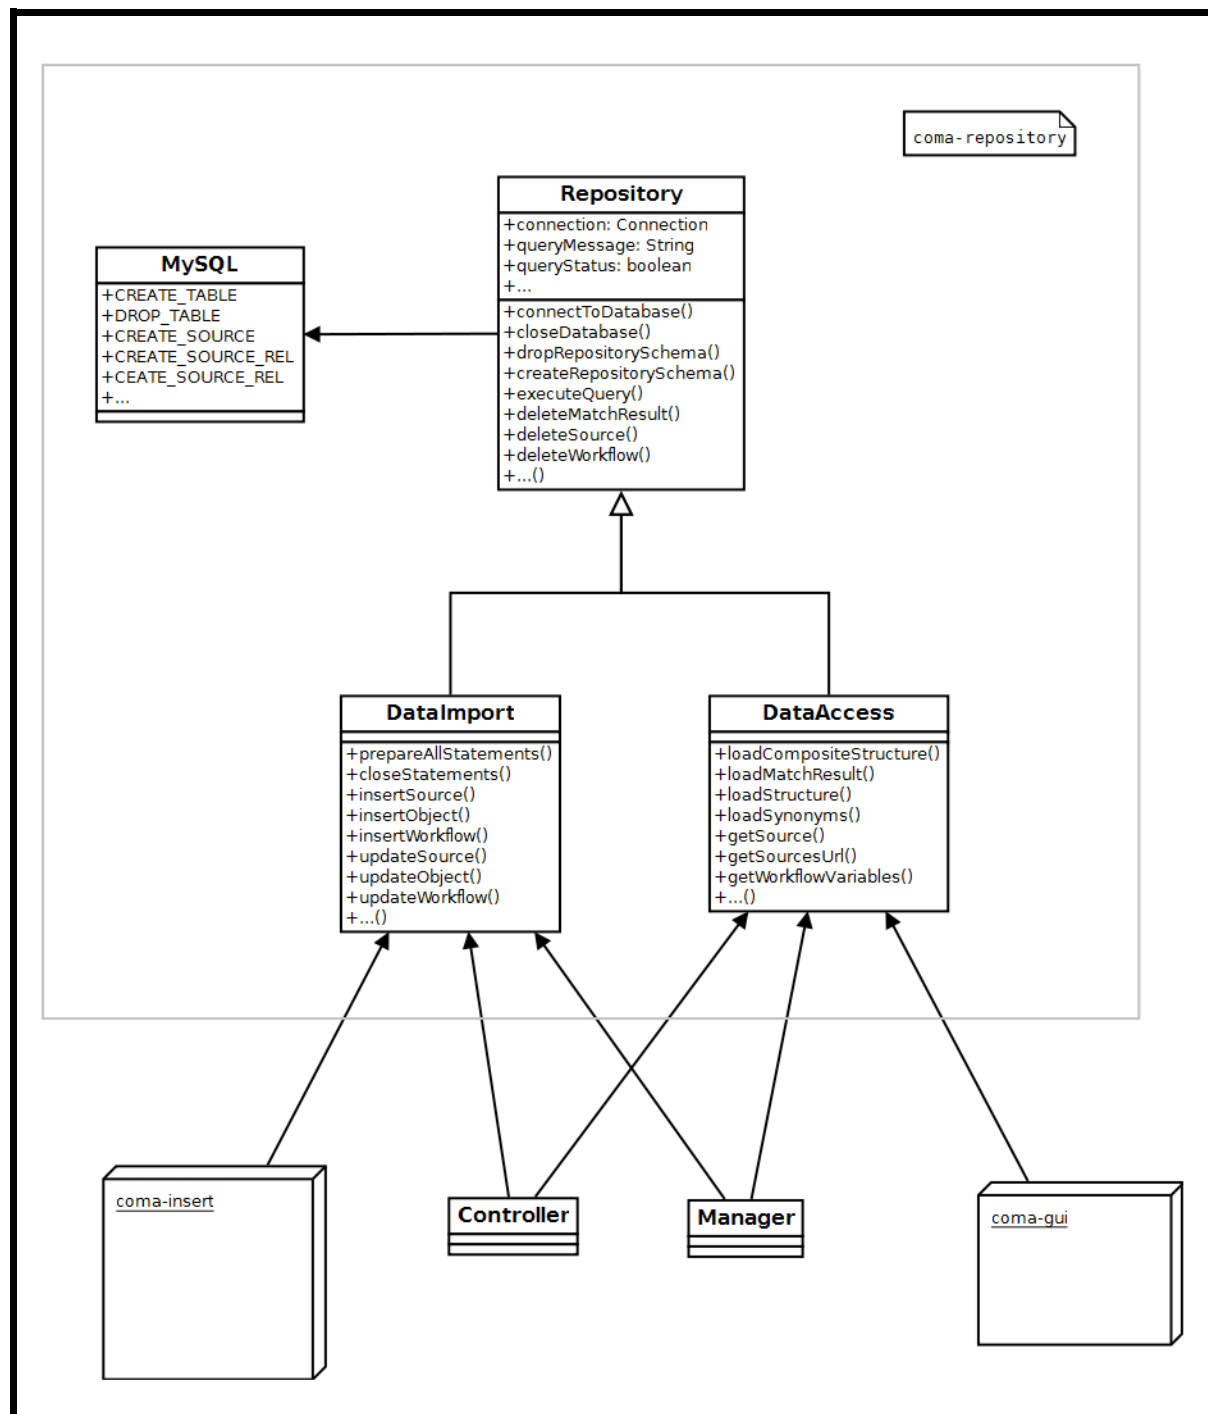 coma-repository
Repository
+connection: Connection
+queryMessage: String
+queryStatus: boolean
+...
+connectToDatabase()
+closeDatabase()
+dropRepositorySchema()
+createRepositorySchema()
+executeQuery()
+deleteMatchResult()
+deleteSource()
+deleteWorkflow()
+...()
MySQL
+CREATE_TABLE
+DROP_TABLE
+CREATE_SOURCE
+CREATE_SOURCE_REL
+CEATE_SOURCE_REL
+...
DataImport
+prepareAllStatements()
+closeStatements()
+insertSource()
+insertObject()
+insertWorkflow()
+updateSource()
+updateObject()
+updateWorkflow()
+...()
DataAccess
+loadCompositeStructure()
+loadMatchResult()
+loadStructure()
+loadSynonyms()
+getSource()
+getSourcesUrl()
+getWorkflowVariables()
+...()
coma-insert
Controller
Manager
coma-gui